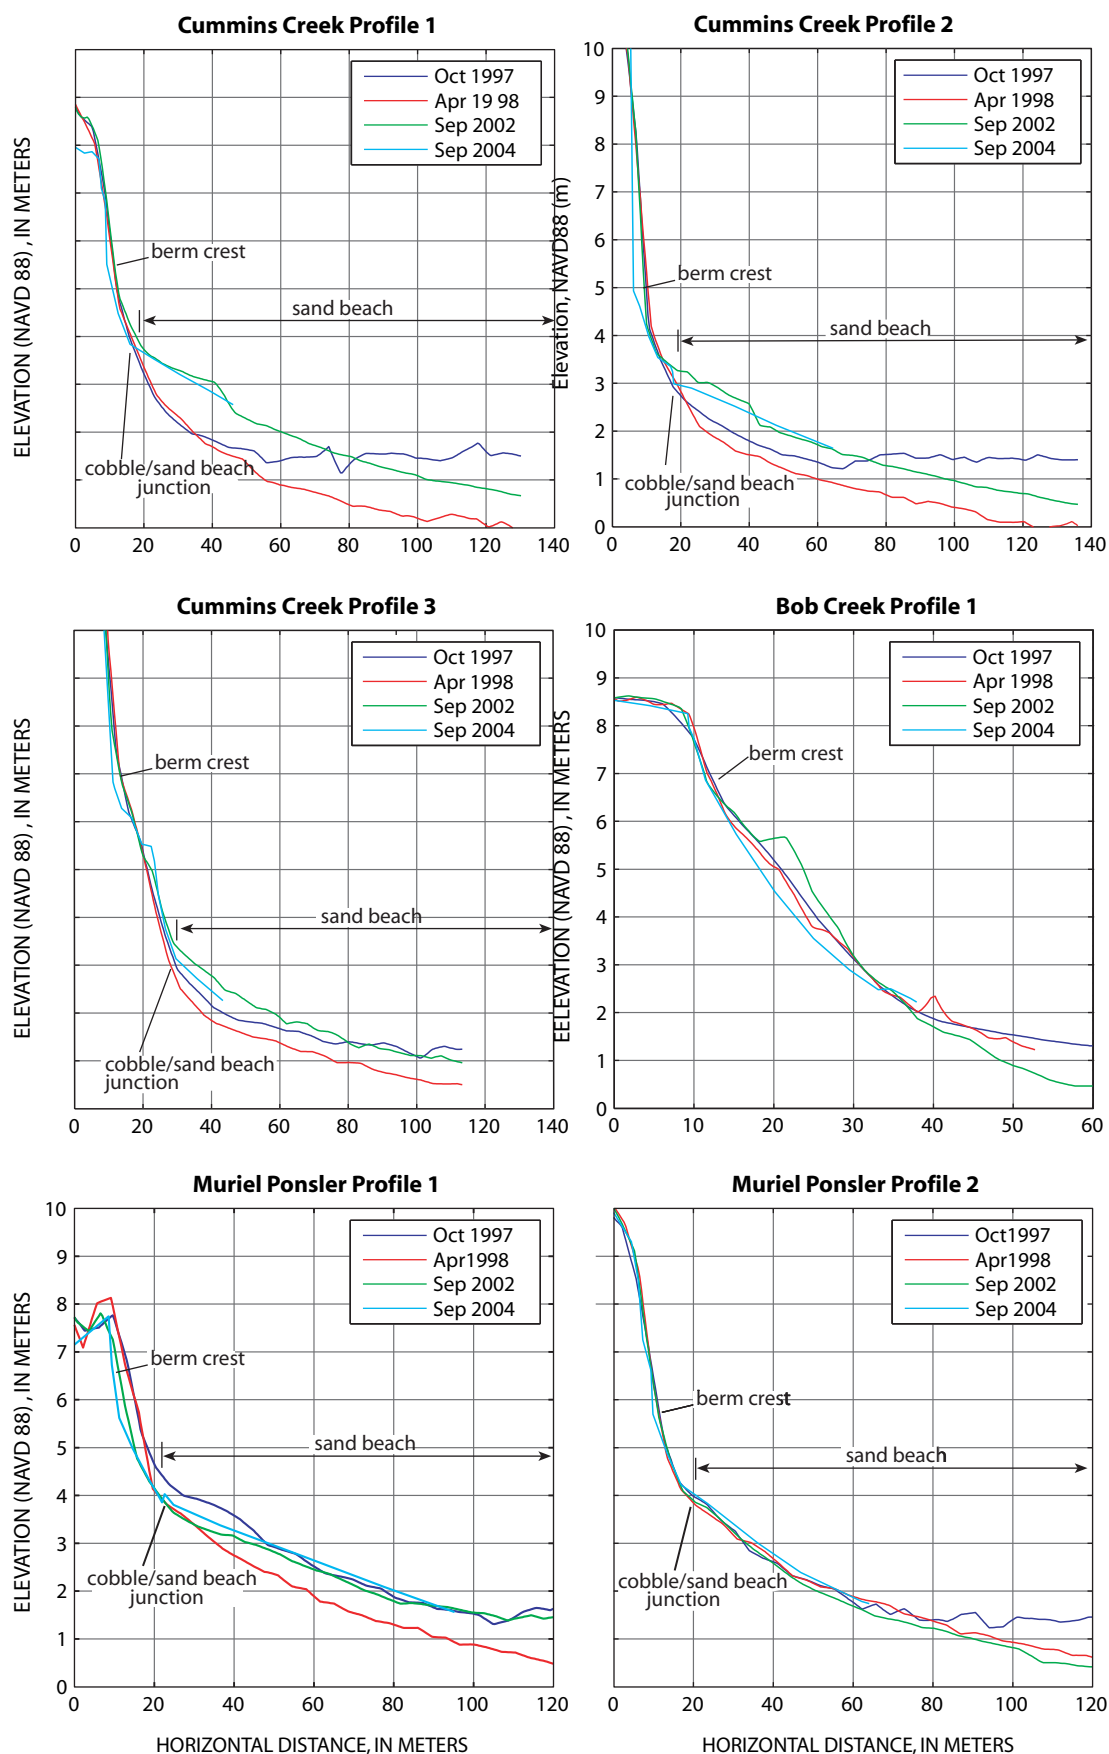 Cummins Creek Profile 1
Oct 1997
Apr 19 98
Sep 2002
Sep 2004
ELEVATION (NAVD 88) , IN METERS
berm crest
sand beach
cobble/sand beach
junction
0 20 40 60 80 100 120 140
Cummins Creek Profile 2
Oct 1997
Apr 1998
Sep 2002
Sep 2004
Elevation, NAVD88 (m)
10
9
8
7
6
5
4
3
2
1
0
berm crest
sand beach
cobble/sand beach
junction
0 20 40 60 80 100 120 140
Cummins Creek Profile 3
Oct 1997
Apr 1998
Sep 2002
Sep 2004
ELEVATION (NAVD 88) , IN METERS
berm crest
sand beach
cobble/sand beach
junction
0 20 40 60 80 100 120 140
Bob Creek Profile 1
Oct 1997
Apr 1998
Sep 2002
Sep 2004
EELEVATION (NAVD 88) , IN METERS
10
9
8
7
6
5
4
3
2
1
0
berm crest
0 10 20 30 40 50 60
Muriel Ponsler Profile 1
Oct 1997
Apr1998
Sep 2002
Sep 2004
ELEVATION (NAVD 88) , IN METERS
10
9
8
7
6
5
4
3
2
1
0
berm crest
sand beach
cobble/sand beach
junction
0 20 40 60 80 100 120
HORIZONTAL DISTANCE, IN METERS
Muriel Ponsler Profile 2
Oct1997
Apr1998
Sep 2002
Sep 2004
berm crest
sand beach
cobble/sand beach
junction
0 20 40 60 80 100 120
HORIZONTAL DISTANCE, IN METERS